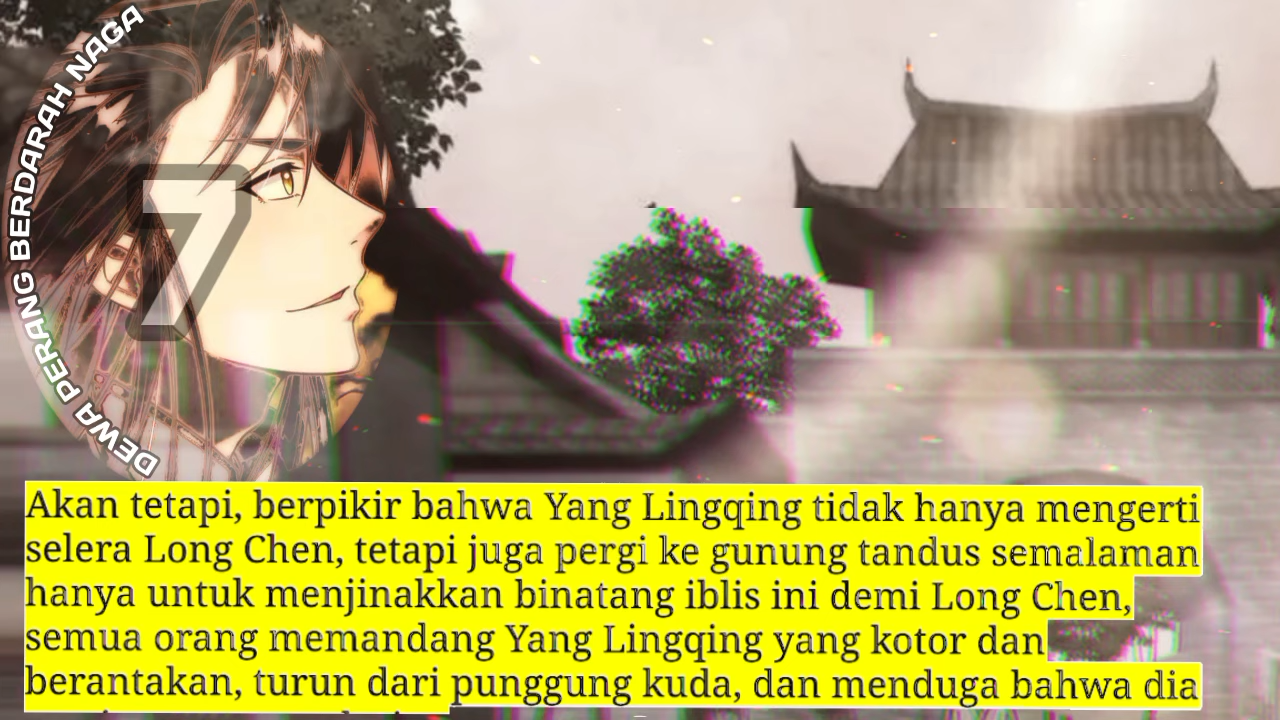 DEWA PERANG BERDARAH NAGA
7
Akan tetapi, berpikir bahwa Yang Lingqing tidak hanya mengerti
selera Long Chen, tetapi juga pergi ke gunung tandus semalaman
hanya untuk menjinakkan binatang iblis ini demi Long Chen,
semua orang memandang Yang Lingqing yang kotor dan
berantakan, turun dari punggung kuda, dan menduga bahwa dia